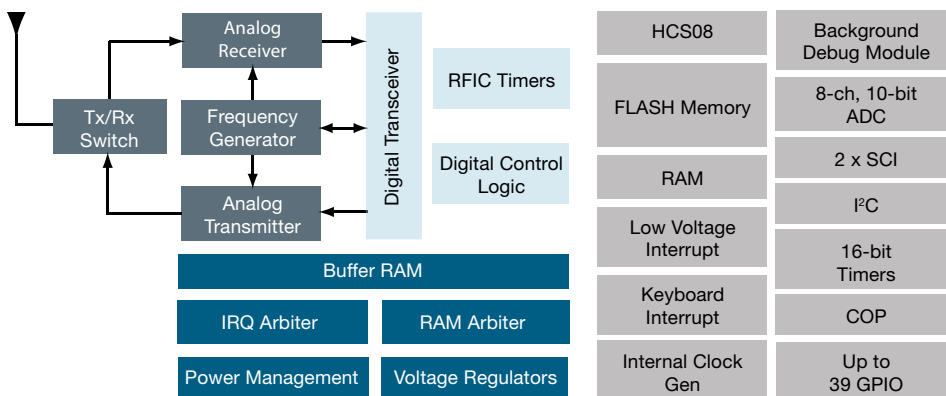 Analog
Receiver
Tx/Rx
Switch
Frequency
Generator
Analog
Transmitter
Digital Transceiver
RFIC Timers
Digital Control
Logic
Buffer RAM
IRQ Arbiter
RAM Arbiter
Power Management
Voltage Regulators
HCS08
FLASH Memory
RAM
Low Voltage
Interrupt
Keyboard
Interrupt
Internal Clock
Gen
Background
Debug Module
8-ch, 10-bit
ADC
2 x SCI
I²C
16-bit
Timers
COP
Up to
39 GPIO